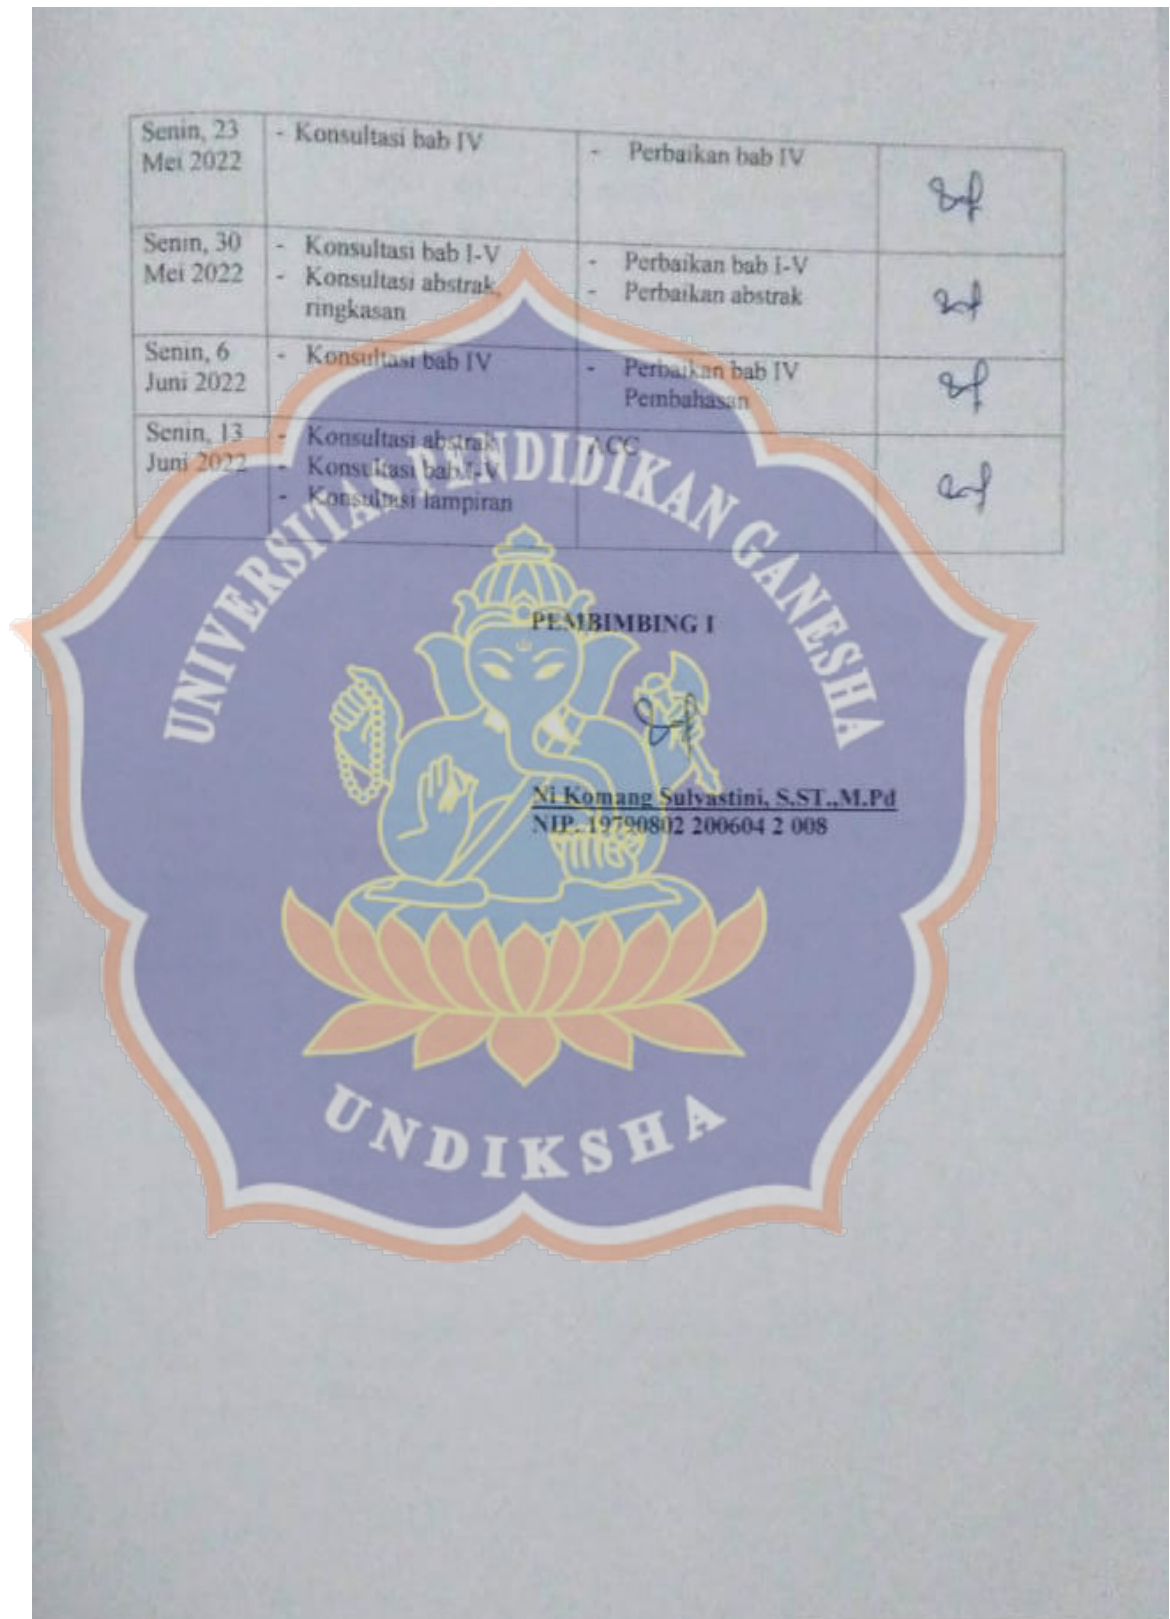 Senin, 23
Mei 2022
- Konsultasi bab IV
- Perbaikan bab IV
Senin, 30
Mei 2022
- Konsultasi bab I-V
- Konsultasi abstrak,
ringkasan
- Perbaikan bab I-V
- Perbaikan abstrak
Senin, 6
Juni 2022
- Konsultasi bab IV
- Perbaikan bab IV
Pembahasan
Senin, 13
Juni 2022
- Konsultasi abstrak
- Konsultasi bab I-V
- Konsultasi lampiran
ACC
UNIVERSITAS PENDIDIKAN GANESHA
PEMBIMBING I
Ni Komang Sulyastini, S.ST.,M.Pd
NIP. 19790802 200604 2 008
UNDIKSHA